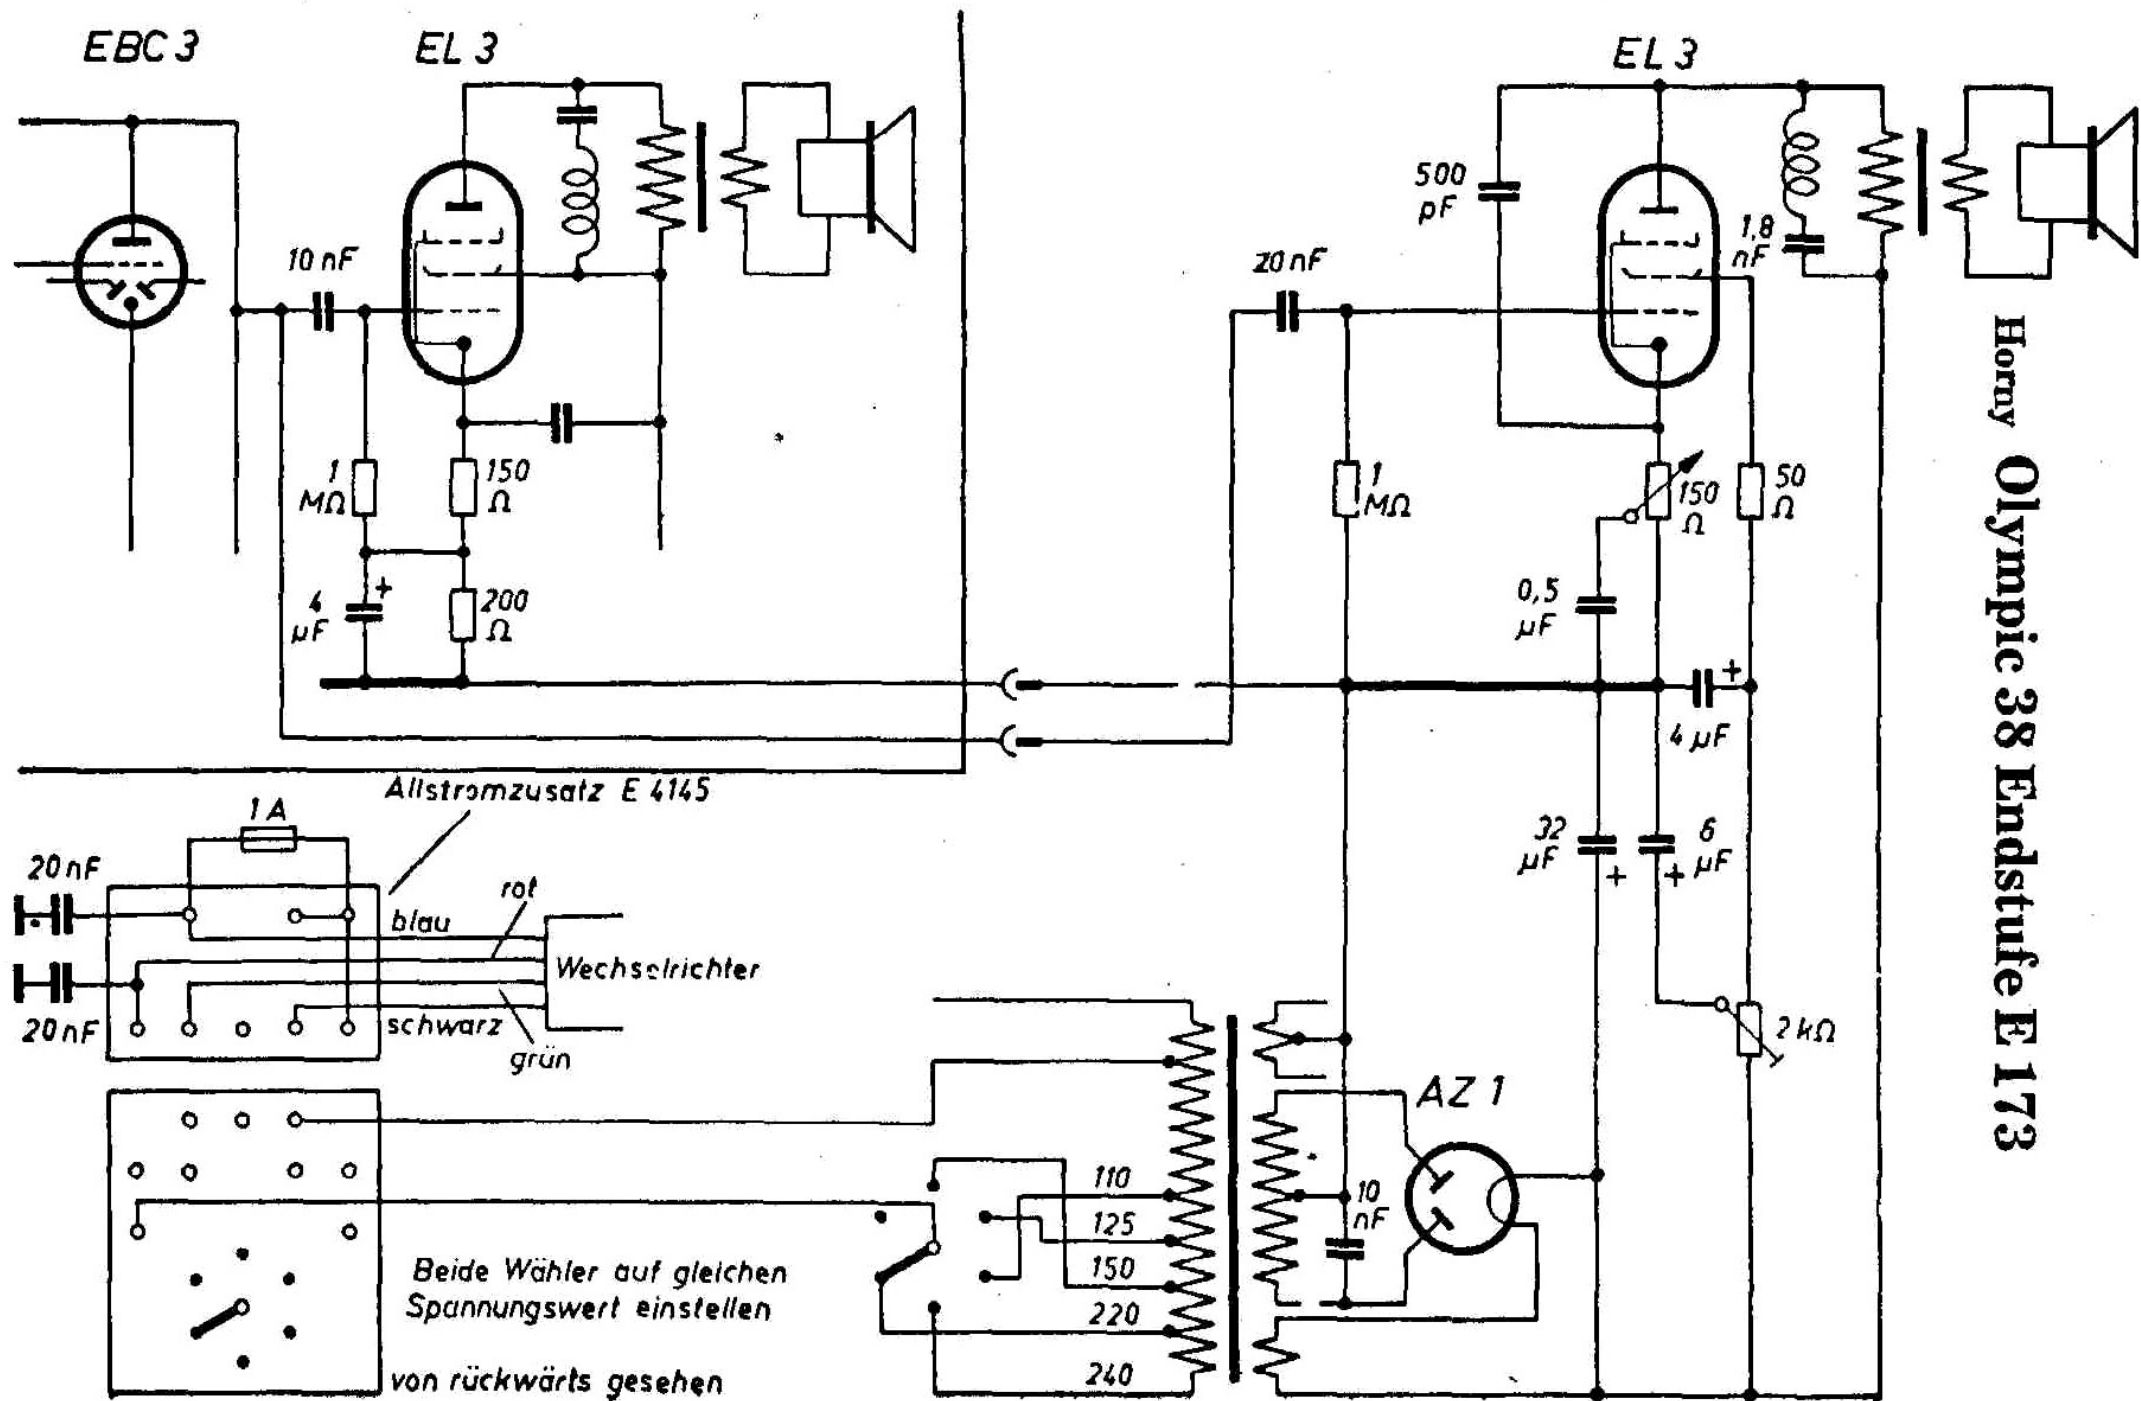 EBC 3
EL 3
10 nF
1 MΩ
150 Ω
4 µF
+
200 Ω
EL 3
500 pF
1,8 nF
20 nF
1 MΩ
150 Ω
50 Ω
0,5 µF
+
4 µF
32 µF
+
6 µF
+
2 kΩ
Horny Olympic 38 Endstufe E 173
Allstromzusatz E 4145
1 A
20 nF
20 nF
rot
blau
Wechselrichter
schwarz
grün
AZ 1
110
125
150
220
240
10 nF
Beide Wähler auf gleichen
Spannungswert einstellen
von rückwärts gesehen